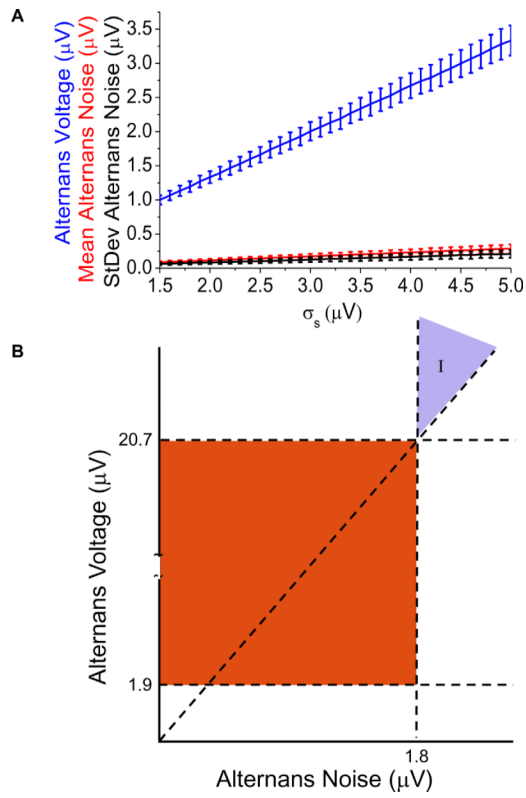 A
Alternans Voltage (μV)
Mean Alternans Noise (μV)
StDev Alternans Noise (μV)
3.5
3.0
2.5
2.0
1.5
1.0
0.5
0.0
1.5 2.0 2.5 3.0 3.5 4.0 4.5 5.0
σs (μV)
B
I
20.7
Alternans Voltage (μV)
~
~
1.9
1.8
Alternans Noise (μV)